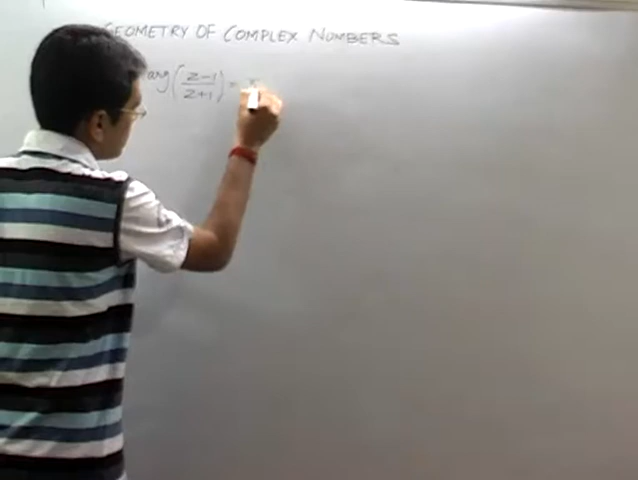 GEOMETRY OF COMPLEX NUMBERS
arg(z-1/z+1) =